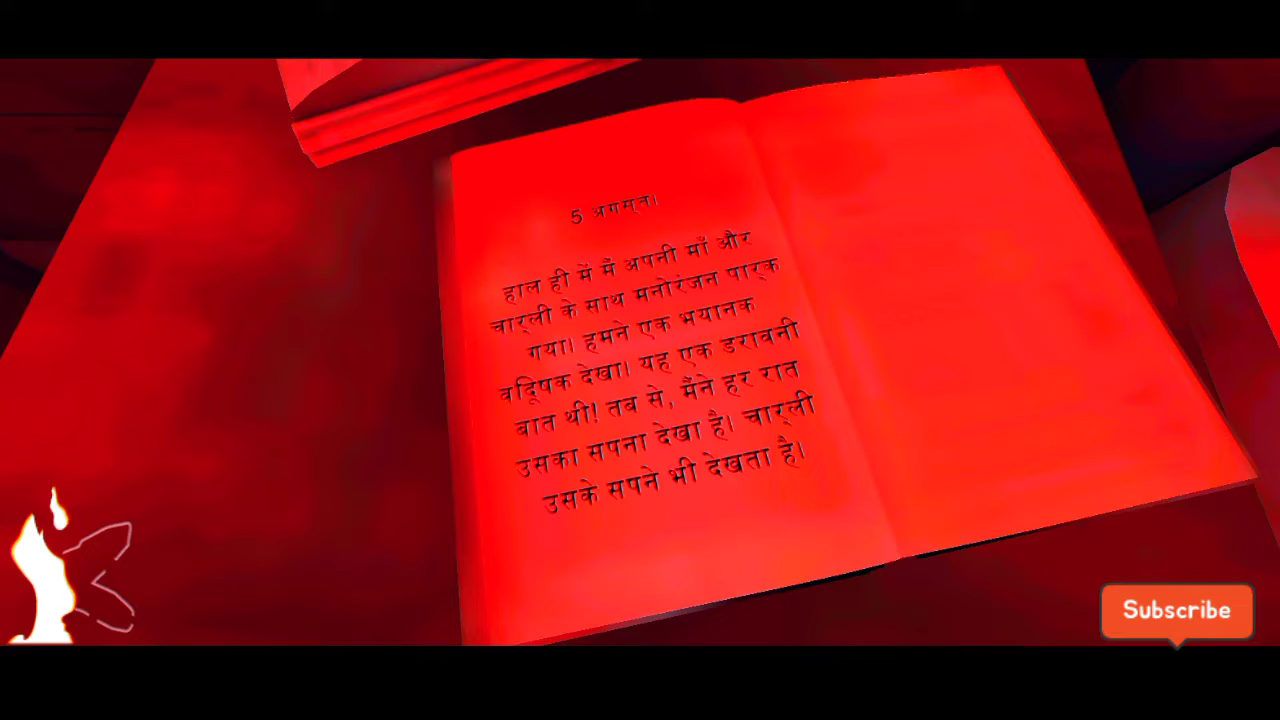 5 अगस्त।
हाल ही में मैं अपनी माँ और
चार्ली के साथ मनोरंजन पार्क
गया। हमने एक भयानक
वदि्षक देखा। यह एक डरावनी
बात थी! तब से, मैंने हर रात
उसका सपना देखा है। चार्ली
उसके सपने भी देखता है।
Subscribe